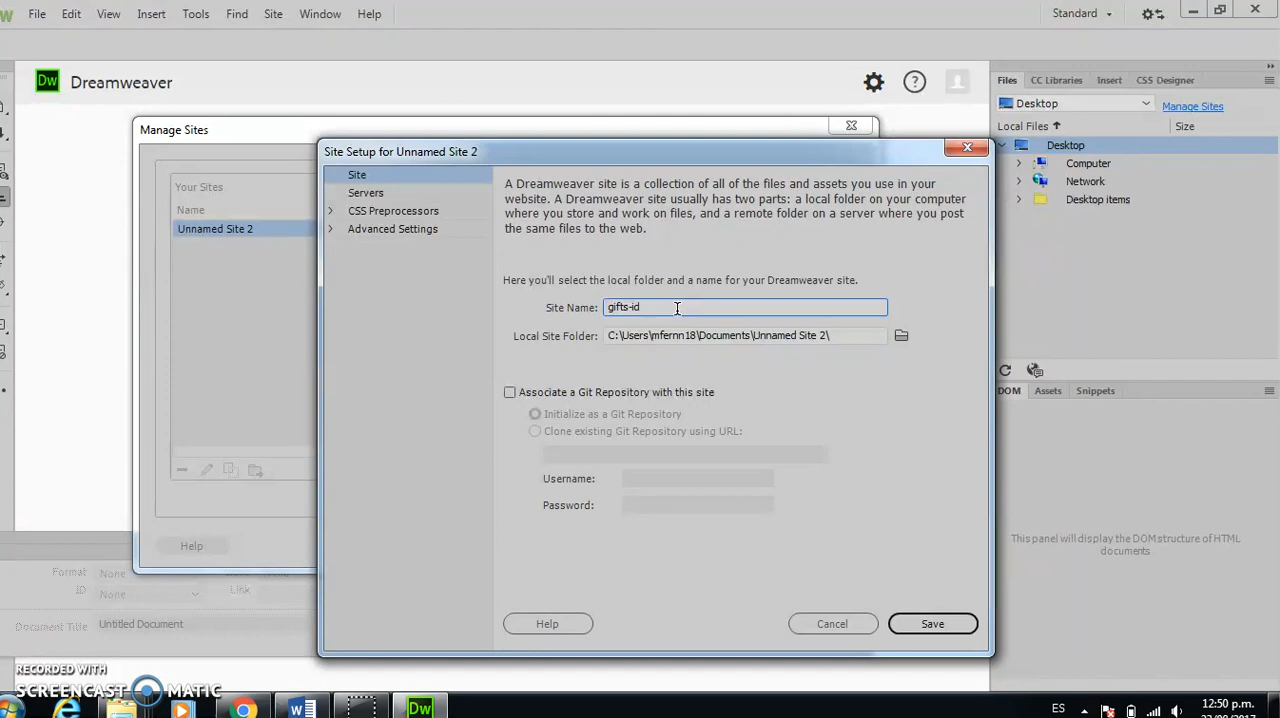 File Edit View Insert Tools Find Site Window Help Standard
Dw Dreamweaver
Files CC Libraries Insert CSS Designer
Desktop Manage Sites
Local Files Size
Desktop
Computer
Network
Desktop items
Manage Sites
Your Sites
Name
Unnamed Site 2
Help
Site Setup for Unnamed Site 2
Site
Servers
CSS Preprocessors
Advanced Settings
A Dreamweaver site is a collection of all of the files and assets you use in your
website. A Dreamweaver site usually has two parts: a local folder on your computer
where you store and work on files, and a remote folder on a server where you post
the same files to the web.
Here you'll select the local folder and a name for your Dreamweaver site.
Site Name: gifts-id
Local Site Folder: C:\Users\mfernn18\Documents\Unnamed Site 2\
Associate a Git Repository with this site
Initialize as a Git Repository
Clone existing Git Repository using URL:
Username:
Password:
Help Cancel Save
DOM Assets Snippets
This panel will display the DOM structure of HTML
documents
Format None
ID None Link
Document Title Untitled Document
RECORDED WITH
SCREENCAST MATIC
W Dw ES 12:50 p.m.